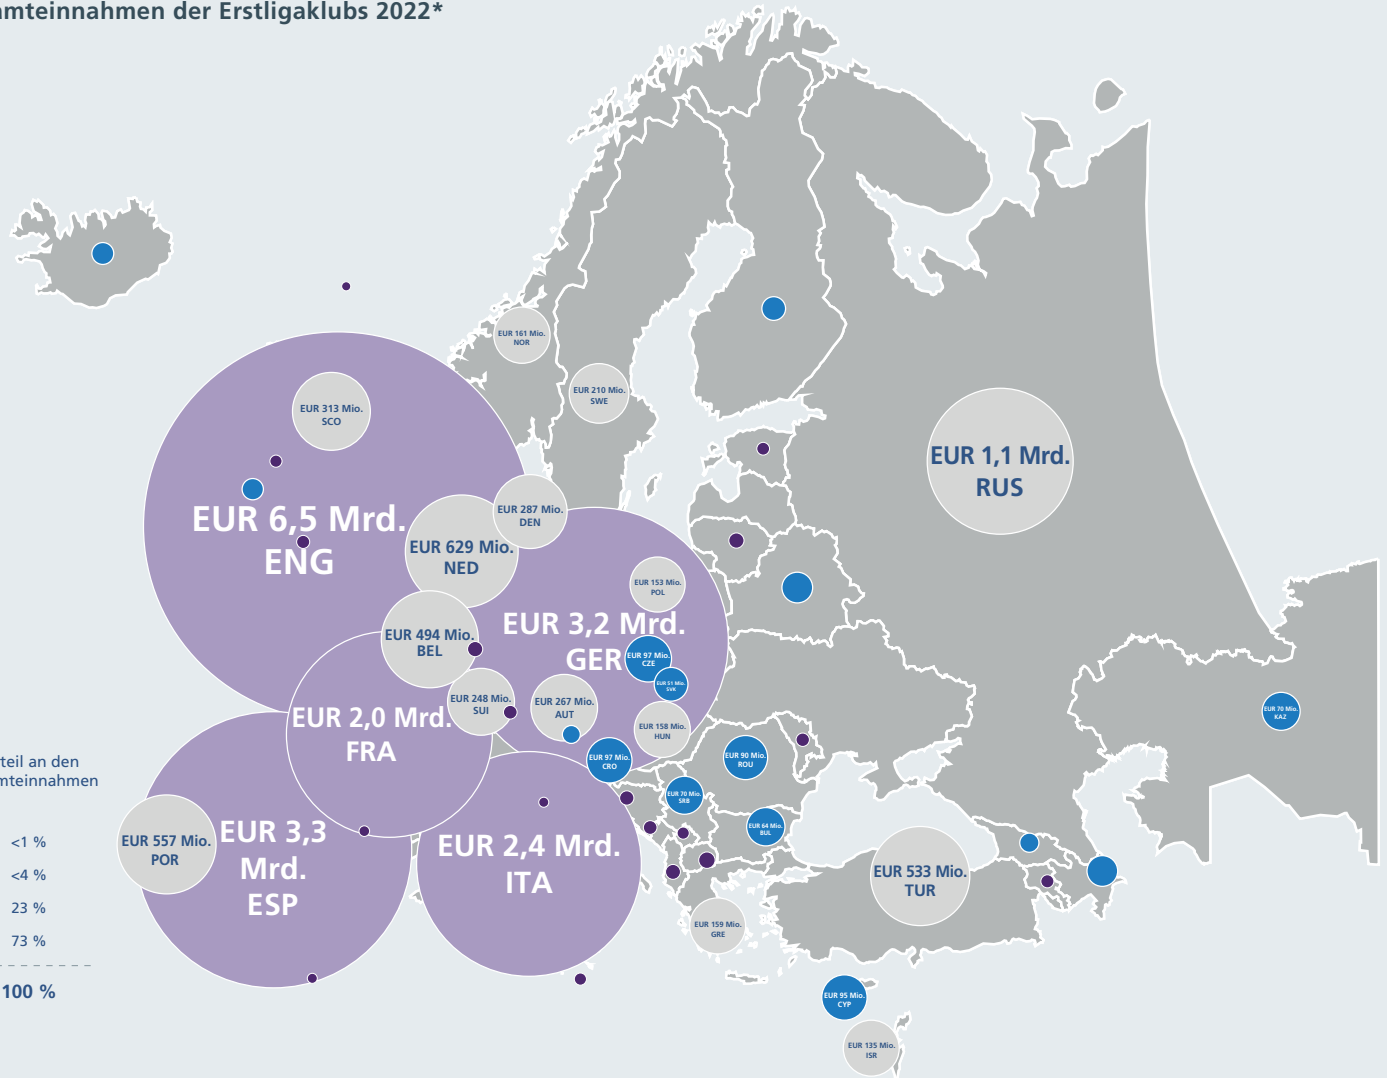 amteinnahmen der Erstligaklubs 2022*
EUR 161 Mio.
NOR
EUR 210 Mio.
SWE
EUR 313 Mio.
SCO
EUR 1,1 Mrd.
RUS
EUR 6,5 Mrd.
ENG
EUR 287 Mio.
DEN
EUR 629 Mio.
NED
EUR 153 Mio.
POL
EUR 3,2 Mrd.
GER
EUR 494 Mio.
BEL
EUR 97 Mio.
CZE
EUR 51 Mio.
SVK
EUR 248 Mio.
SUI
EUR 267 Mio.
AUT
EUR 2,0 Mrd.
FRA
EUR 158 Mio.
HUN
EUR 70 Mio.
KAZ
EUR 97 Mio.
CRO
EUR 90 Mio.
ROU
EUR 70 Mio.
SRB
EUR 64 Mio.
BUL
EUR 557 Mio.
POR
EUR 3,3
Mrd.
ESP
EUR 2,4 Mrd.
ITA
EUR 533 Mio.
TUR
EUR 159 Mio.
GRE
EUR 95 Mio.
CYP
EUR 135 Mio.
ISR
teil an den
mteinnahmen
<1 %
<4 %
23 %
73 %
100 %